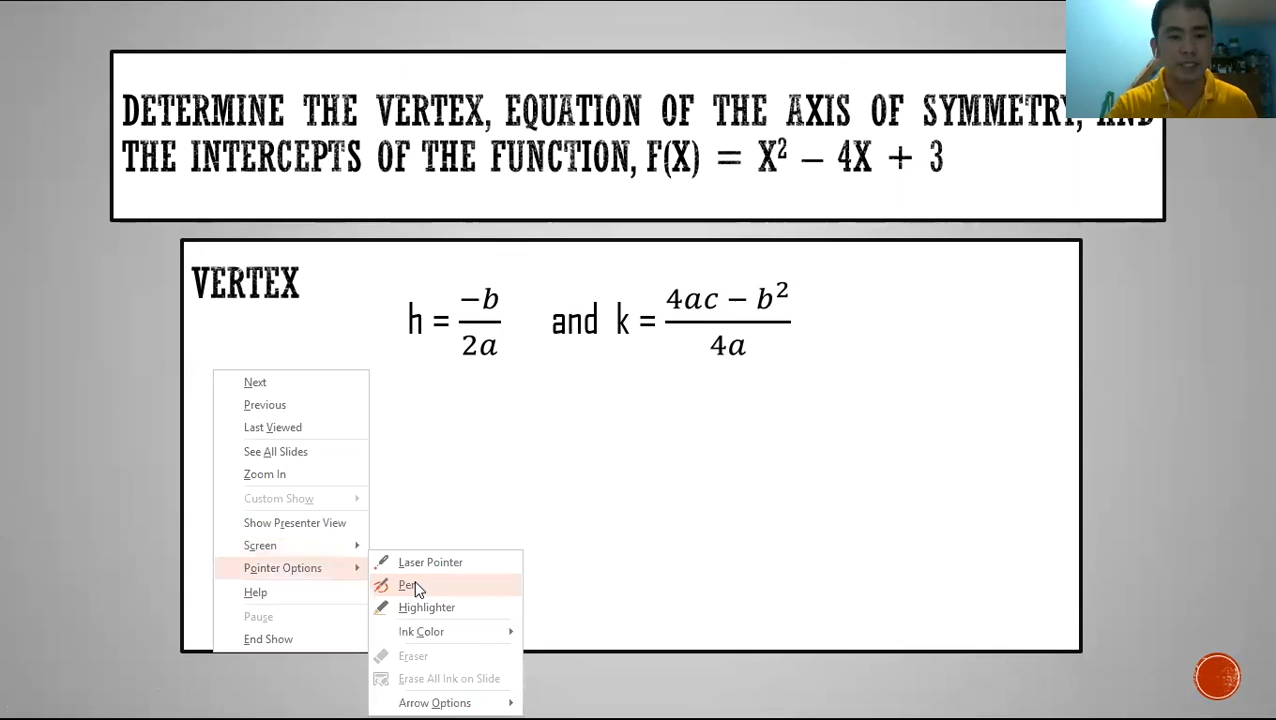 DETERMINE THE VERTEX, EQUATION OF THE AXIS OF SYMMETRY, AND
THE INTERCEPTS OF THE FUNCTION, F(X) = X² – 4X + 3
VERTEX
h = −b/2a and k = 4ac − b²/4a
Next
Previous
Last Viewed
See All Slides
Zoom In
Custom Show
Show Presenter View
Screen
Pointer Options
Help
Pause
End Show
Laser Pointer
Pen
Highlighter
Ink Color
Eraser
Erase All Ink on Slide
Arrow Options